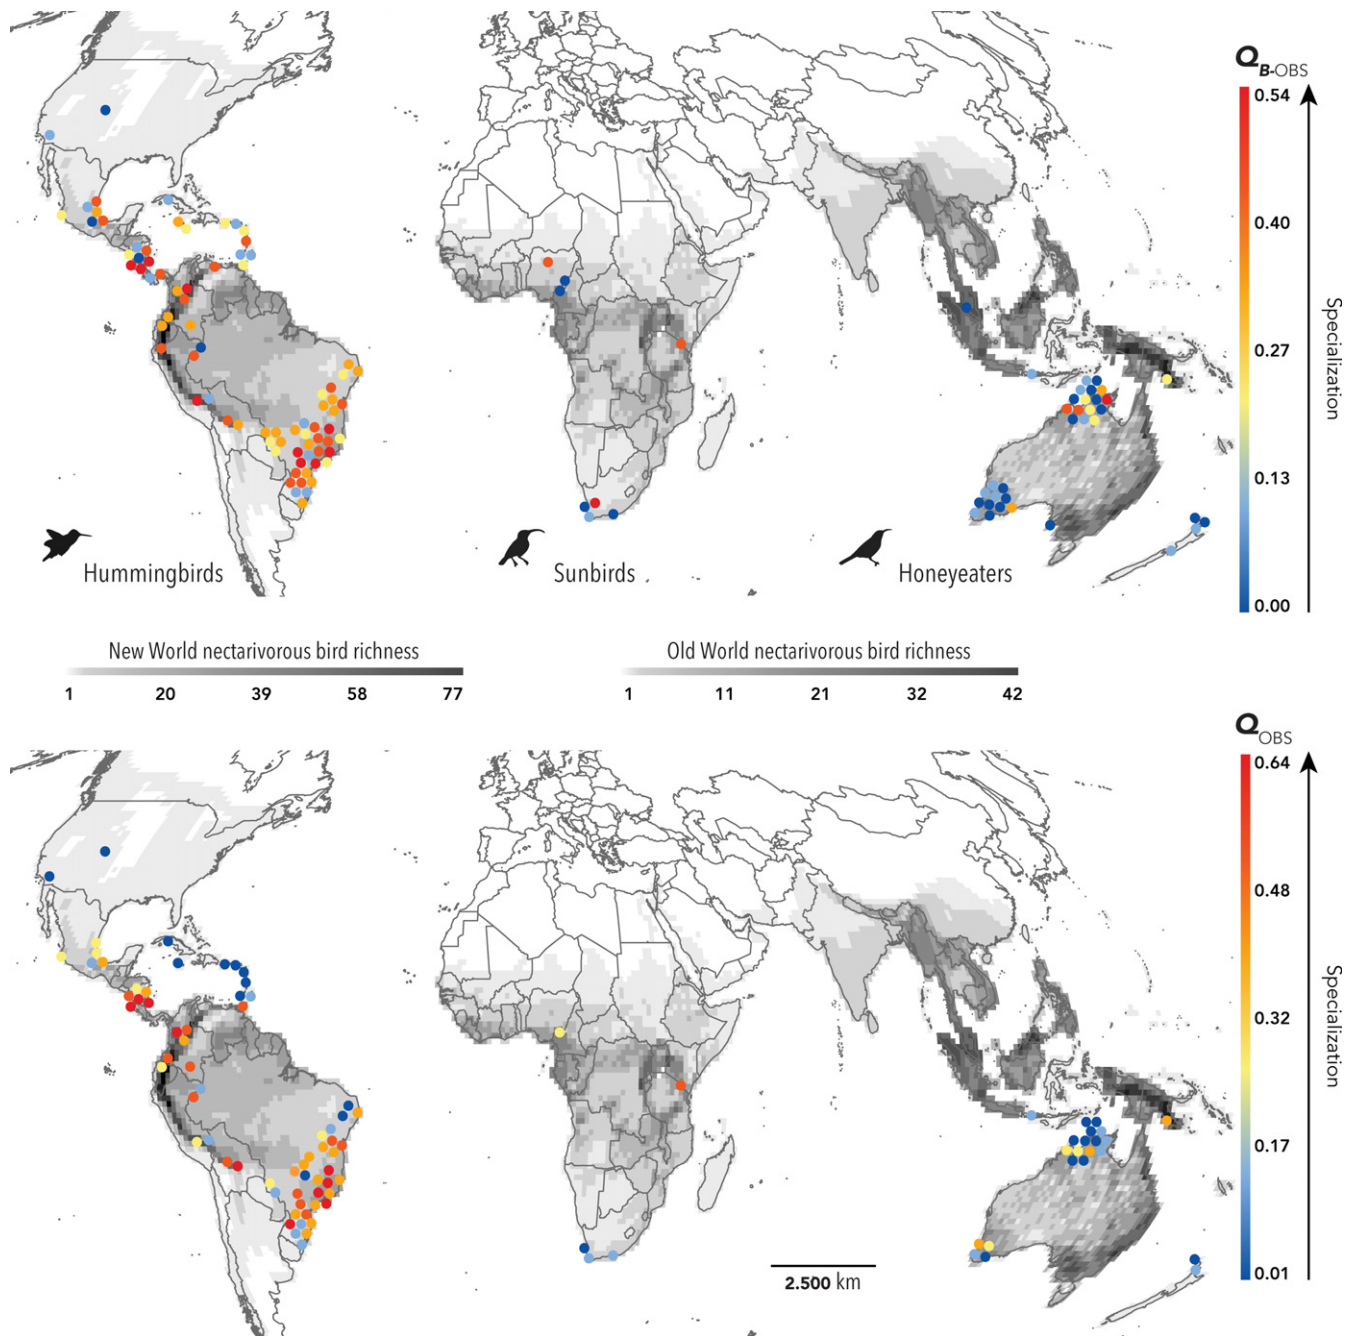 Q B-OBS
0.54
0.40
0.27
0.13
0.00
Specialization
Hummingbirds
Sunbirds
Honeyeaters
New World nectarivorous bird richness
1 20 39 58 77
Old World nectarivorous bird richness
1 11 21 32 42
Q OBS
0.64
0.48
0.32
0.17
0.01
Specialization
2.500 km